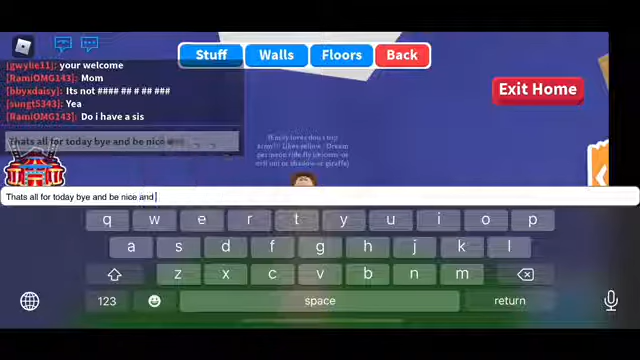 Stuff
Walls
Floors
Back
[gwylie11]: your welcome
[RamiOMG143]: Mom
[bbyxdaisy]: Its not #### ## # ## ###
[sungt5343]: Yea
[RamiOMG143]: Do i have a sis
Thats all for today bye and be nice
Exit Home
Thats all for today bye and be nice and
q w e r t y u i o p
a s d f g h j k l
z x c v b n m
123
space
return